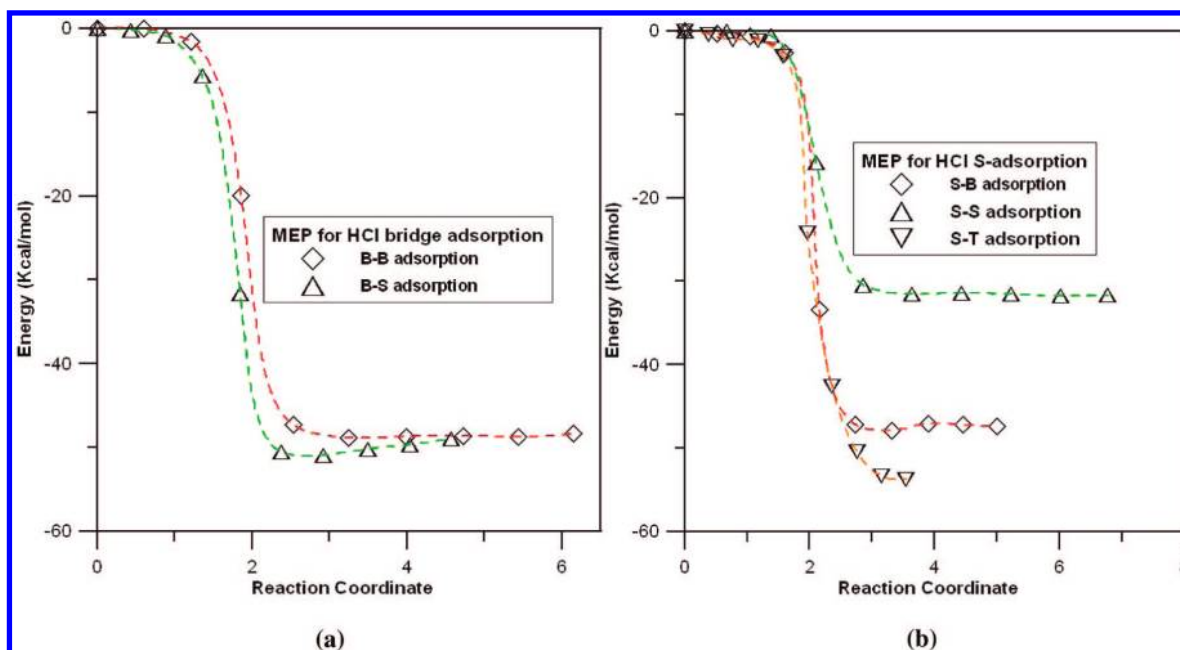 0
-20
-40
-60
Energy (Kcal/mol)
MEP for HCl bridge adsorption
B-B adsorption
B-S adsorption
0 2 4 6
Reaction Coordinate
(a)
0
-20
-40
-60
Energy (Kcal/mol)
MEP for HCl S-adsorption
S-B adsorption
S-S adsorption
S-T adsorption
0 2 4 6 8
Reaction Coordinate
(b)